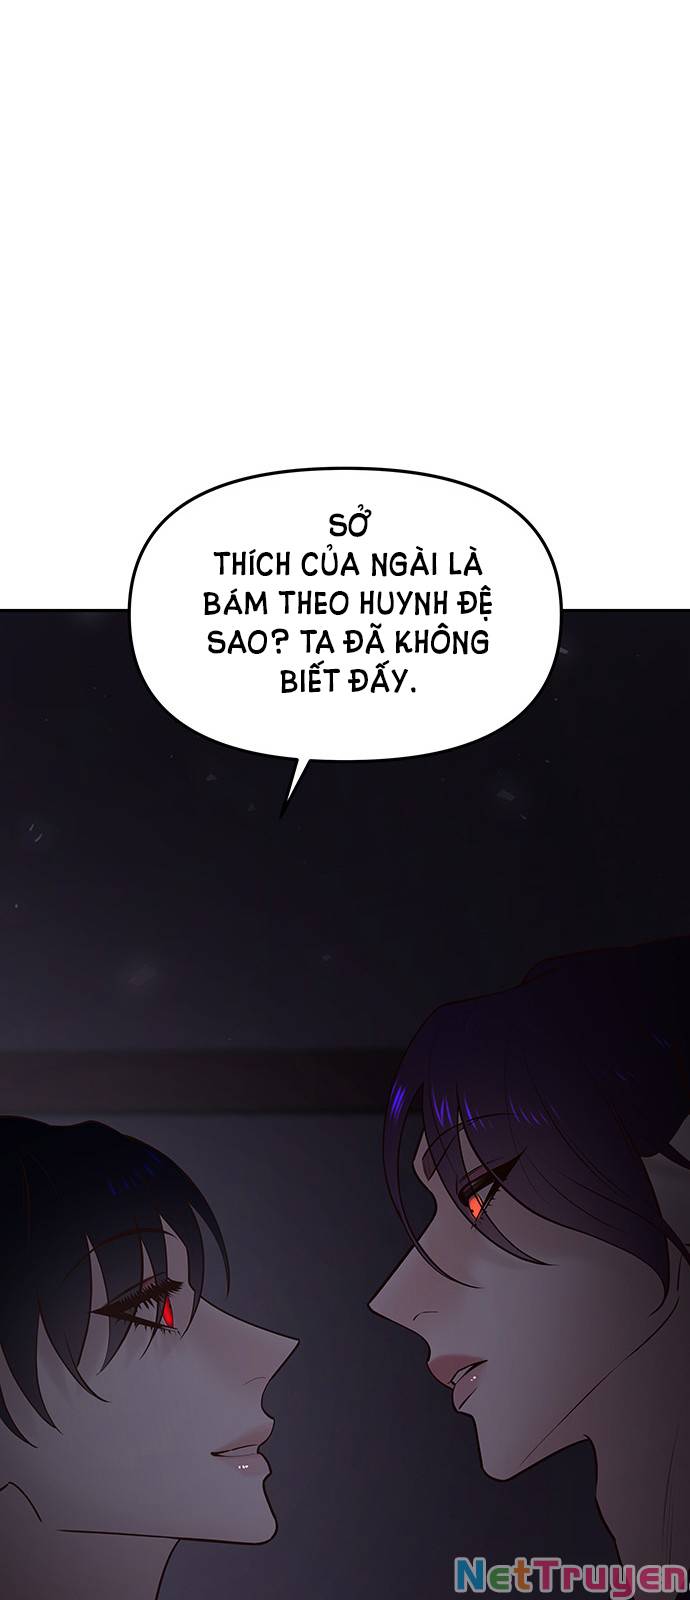 SỞ
THÍCH CỦA NGÀI LÀ
BÁM THEO HUYNH ĐỆ
SAO? TA ĐÃ KHÔNG
BIẾT ĐẤY.
NetTruyen